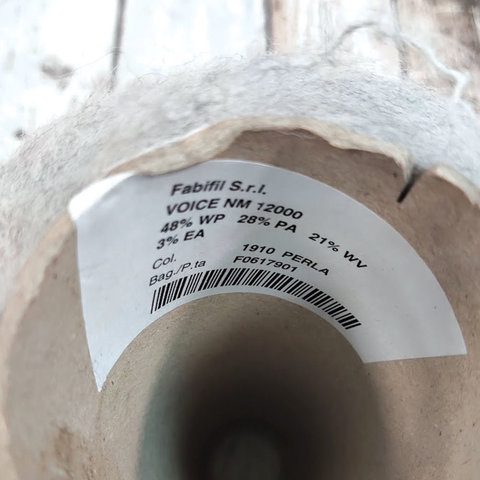 Fabifil S.r.l.
VOICE NM 12000
48% WP 28% PA 21% WV
3% EA
Col. 1910 PERLA
Bag./P.ta F0617901